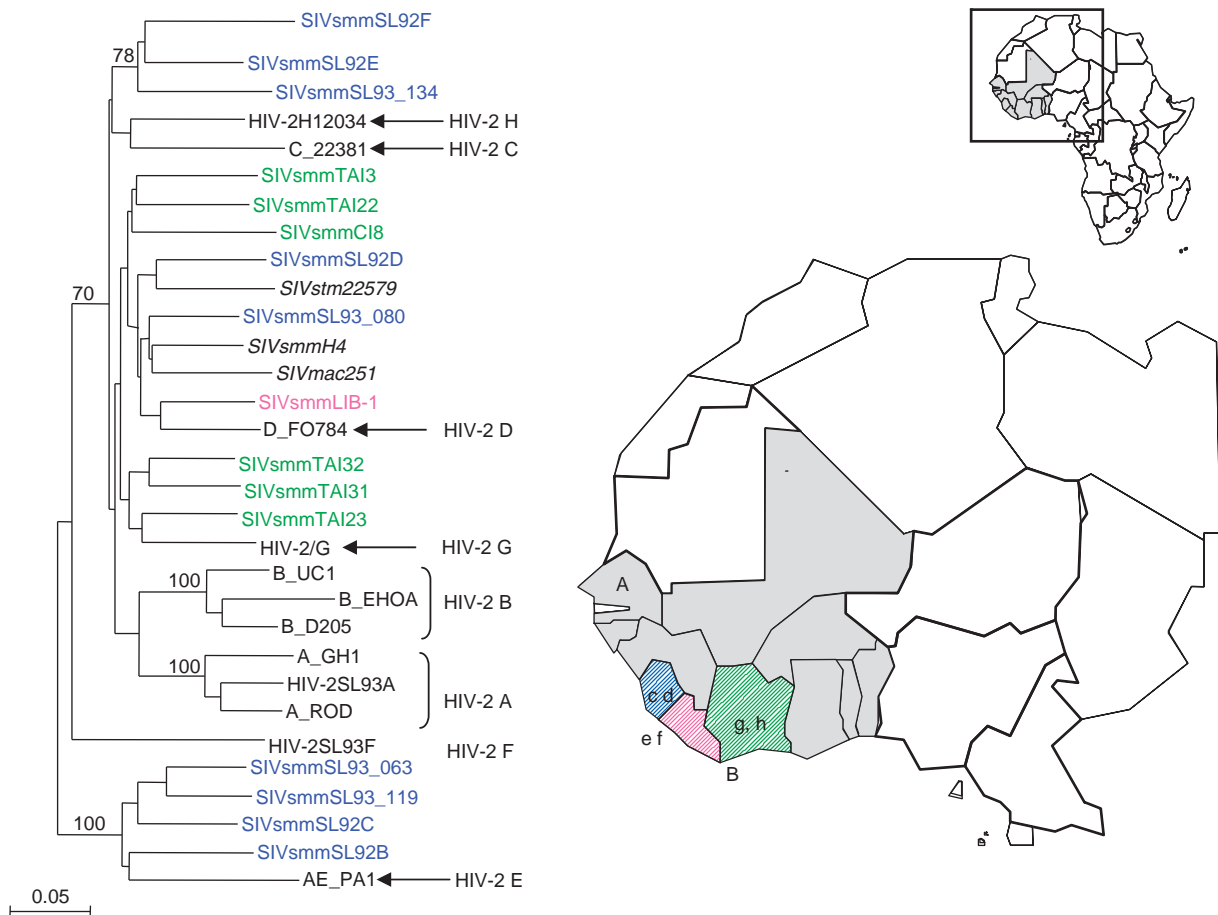 SIVsmmSL92F
78
SIVsmmSL92E
SIVsmmSL93_134
HIV-2H12034 HIV-2 H
C_22381 HIV-2 C
SIVsmmTAI3
SIVsmmTAI22
SIVsmmCI8
SIVsmmSL92D
SIVstm22579
70
SIVsmmSL93_080
SIVsmmH4
SIVmac251
SIVsmmLIB-1
D_FO784 HIV-2 D
SIVsmmTAI32
SIVsmmTAI31
SIVsmmTAI23
HIV-2/G HIV-2 G
100
B_UC1
B_EHOA HIV-2 B
B_D205
A_GH1
100
HIV-2SL93A HIV-2 A
A_ROD
HIV-2SL93F HIV-2 F
SIVsmmSL93_063
SIVsmmSL93_119
100
SIVsmmSL92C
SIVsmmSL92B
AE_PA1 HIV-2 E
0.05
A
c d
g, h
e f
B